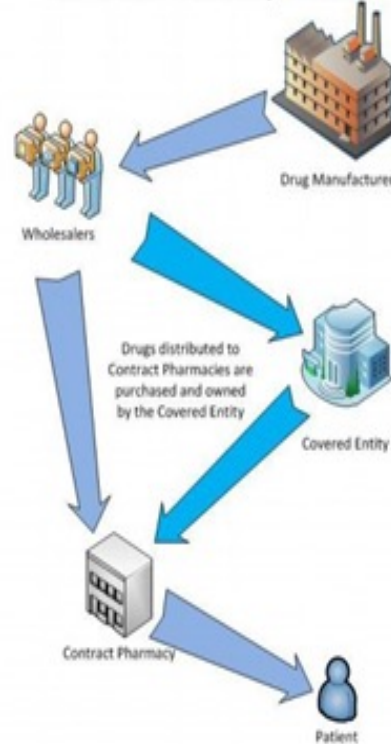 Drug Manufacturer
Wholesalers
Drugs distributed to
Contract Pharmacies are
purchased and owned
by the Covered Entity
Covered Entity
Contract Pharmacy
Patient